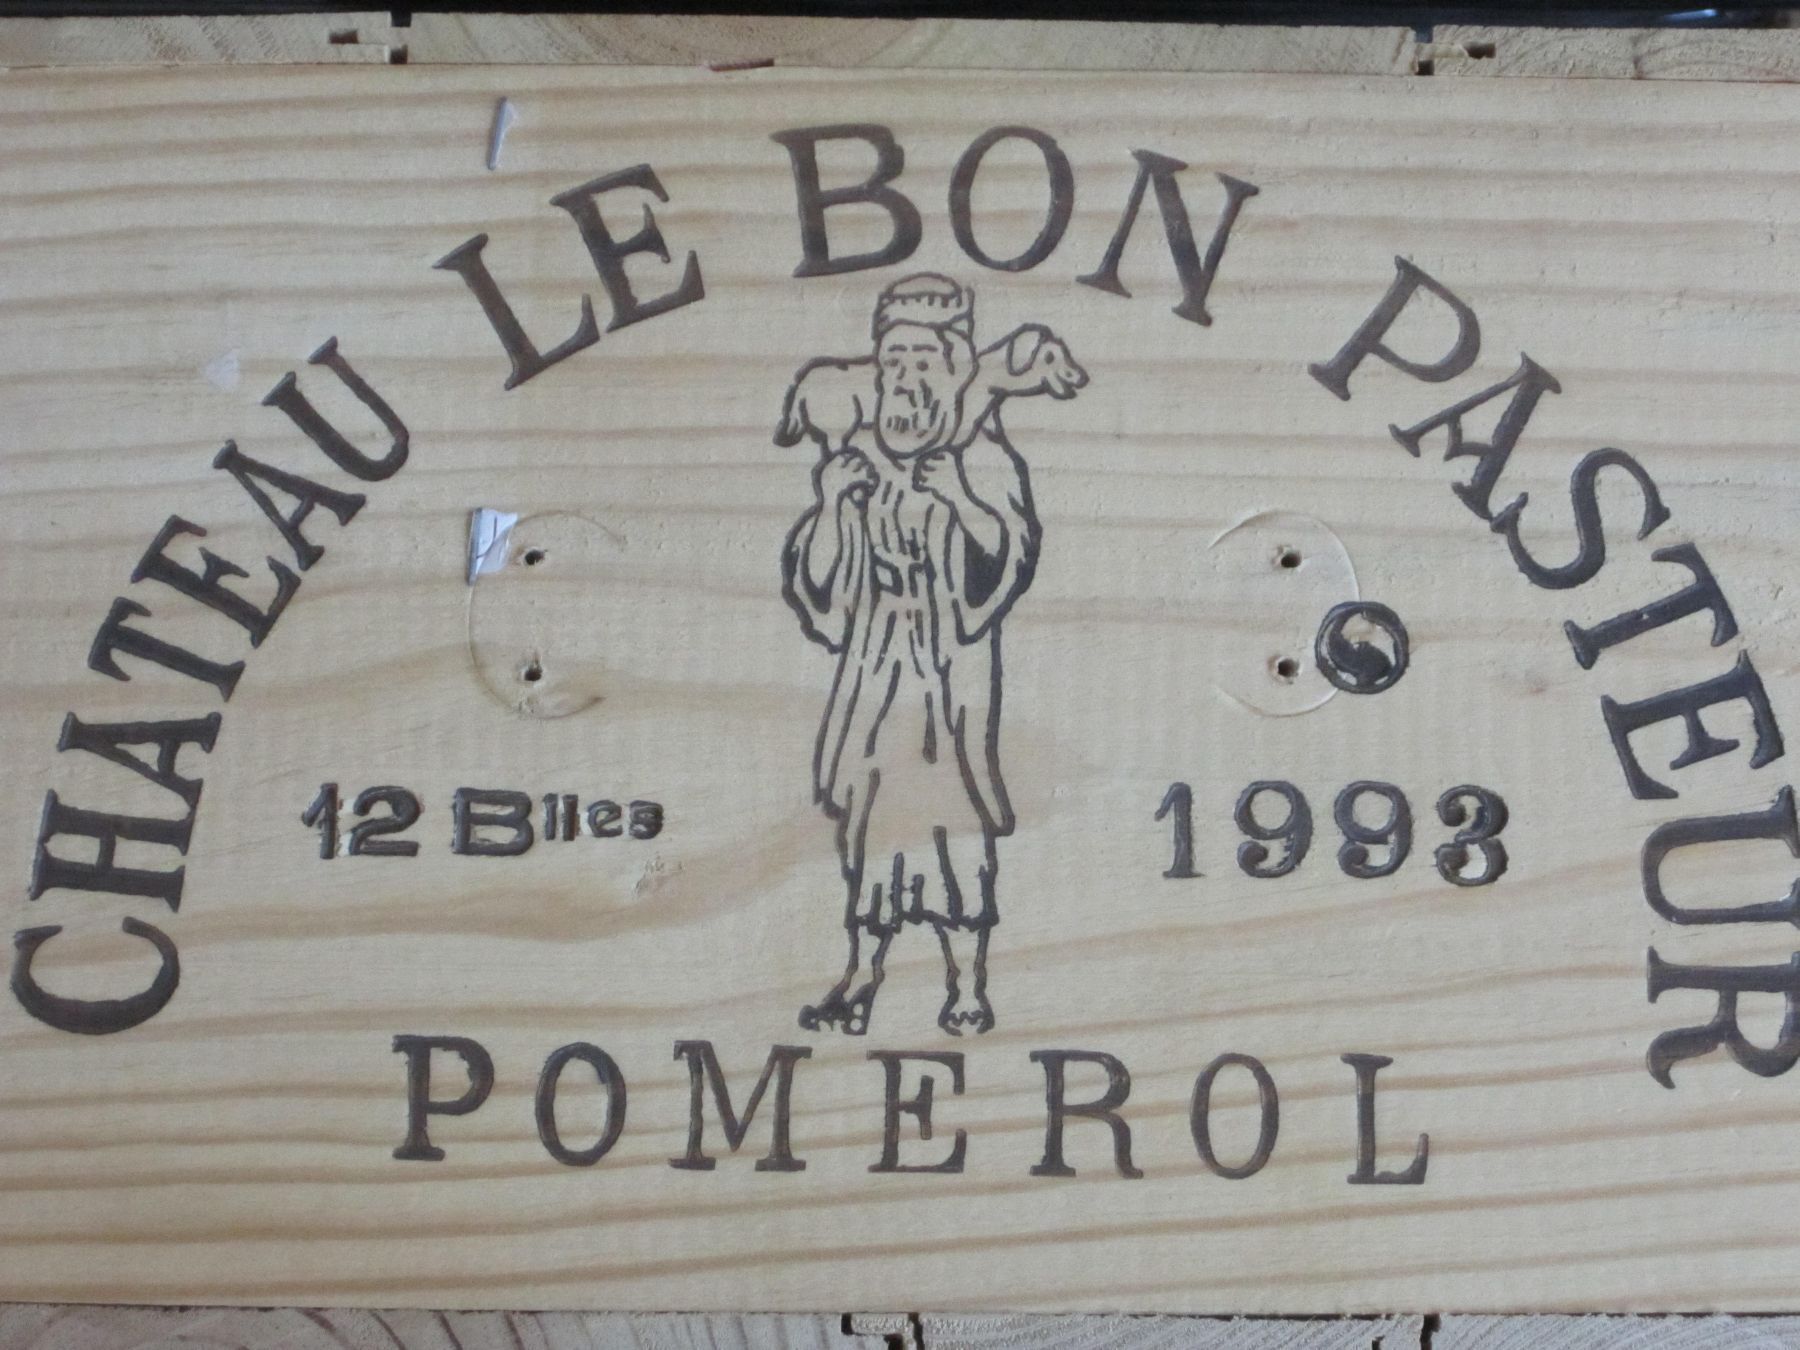 CHATEAU LE BON PASTEUR
12 Blles
1993
POMEROL